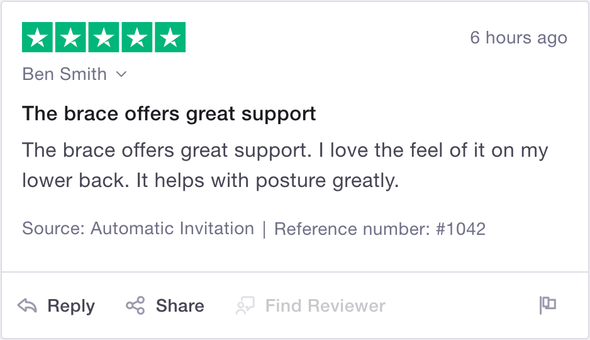 6 hours ago
Ben Smith
The brace offers great support
The brace offers great support. I love the feel of it on my
lower back. It helps with posture greatly.
Source: Automatic Invitation | Reference number: #1042
Reply Share Find Reviewer